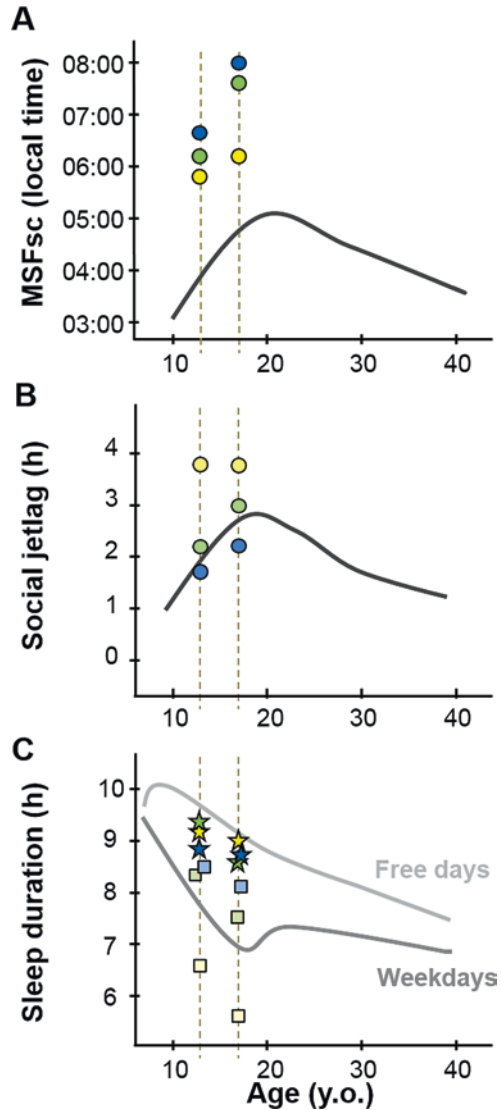 A
MSFsc (local time)
08:00
07:00
06:00
05:00
04:00
03:00
10 20 30 40
B
Social jetlag (h)
4
3
2
1
0
10 20 30 40
C
Sleep duration (h)
10
9
8
7
6
Free days
Weekdays
10 20 30 40
Age (y.o.)